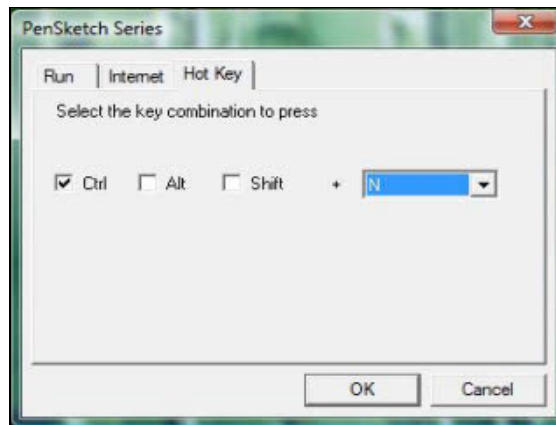 PenSketch Series
Run Internet Hot Key
Select the key combination to press
Ctrl Alt Shift + N
OK Cancel